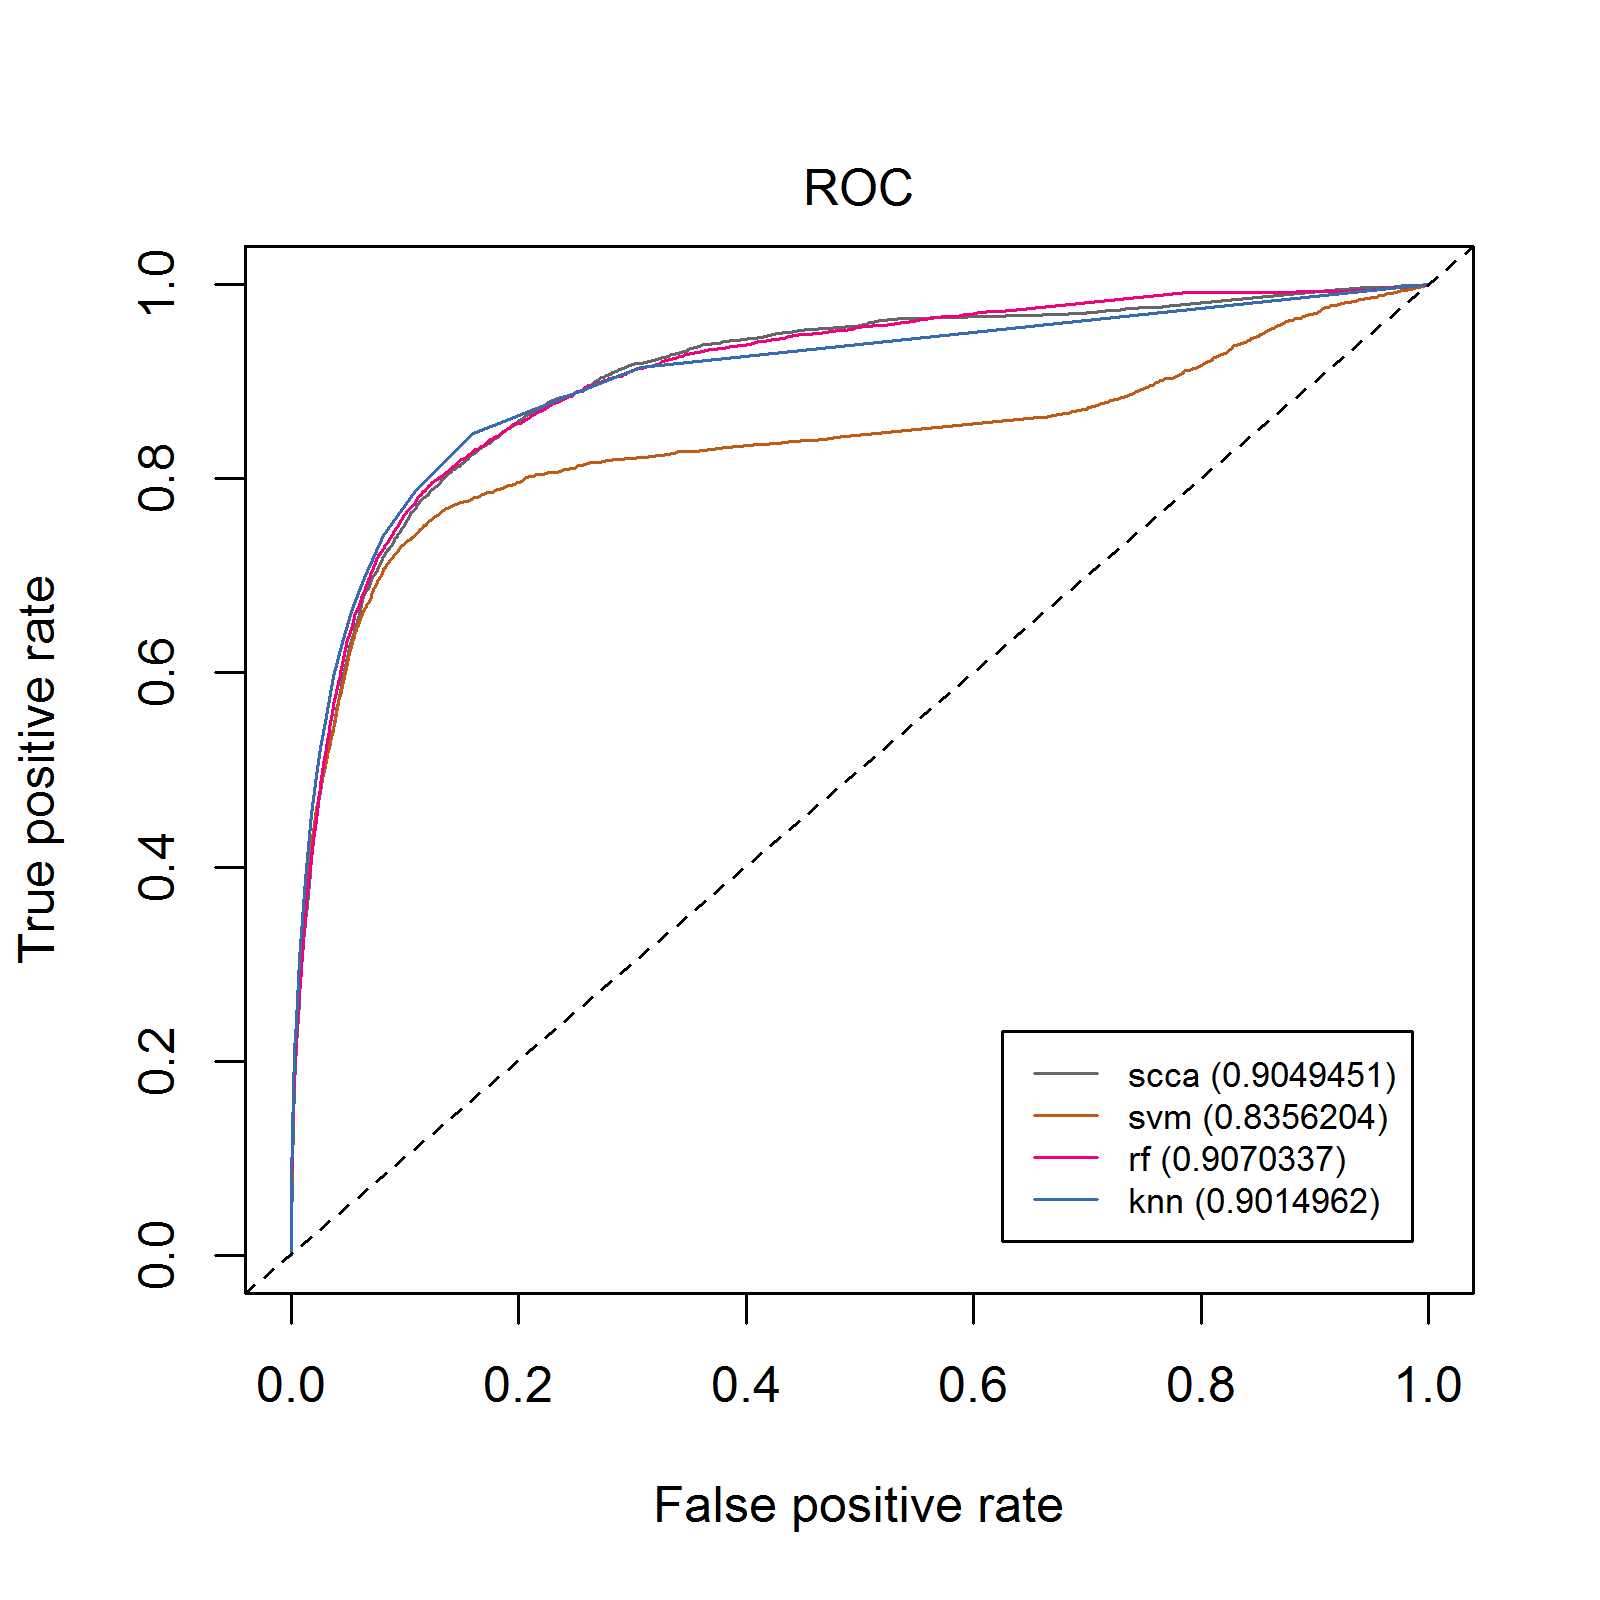 ROC
True positive rate
1.0
0.8
0.6
0.4
0.2
0.0
scca (0.9049451)
svm (0.8356204)
rf (0.9070337)
knn (0.9014962)
0.0 0.2 0.4 0.6 0.8 1.0
False positive rate